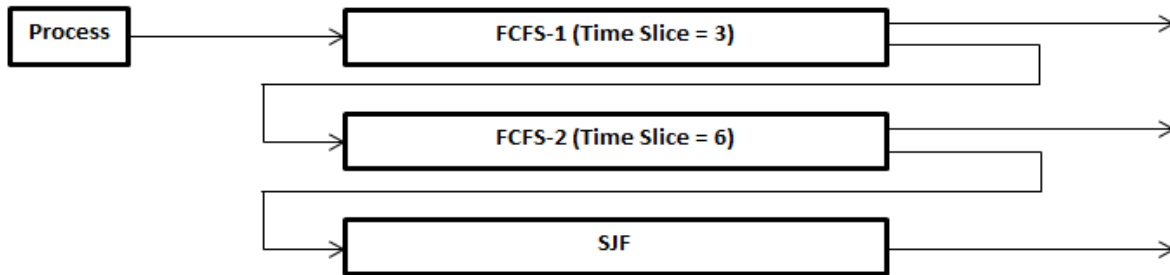 Process
FCFS-1 (Time Slice = 3)
FCFS-2 (Time Slice = 6)
SJF